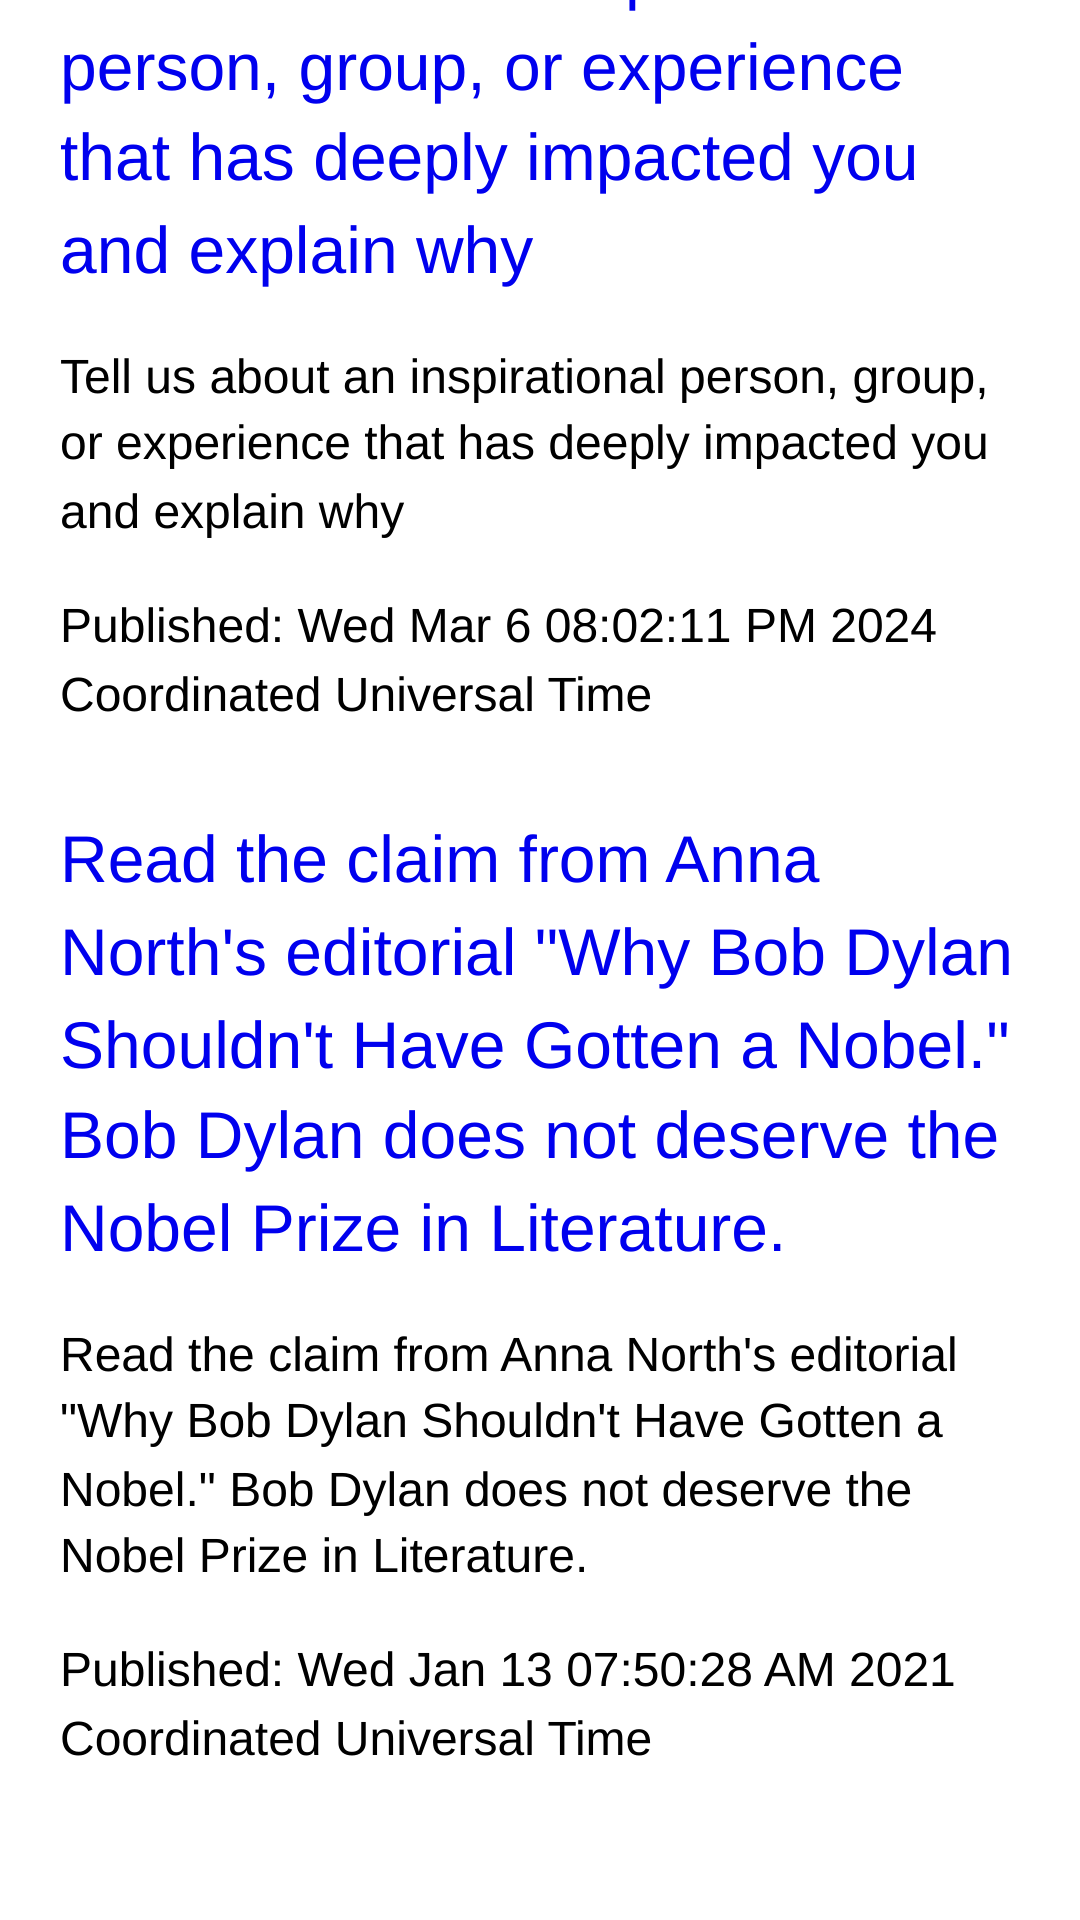 person, group, or experience
that has deeply impacted you
and explain why
Tell us about an inspirational person, group,
or experience that has deeply impacted you
and explain why
Published: Wed Mar 6 08:02:11 PM 2024
Coordinated Universal Time
Read the claim from Anna
North's editorial "Why Bob Dylan
Shouldn't Have Gotten a Nobel."
Bob Dylan does not deserve the
Nobel Prize in Literature.
Read the claim from Anna North's editorial
"Why Bob Dylan Shouldn't Have Gotten a
Nobel." Bob Dylan does not deserve the
Nobel Prize in Literature.
Published: Wed Jan 13 07:50:28 AM 2021
Coordinated Universal Time